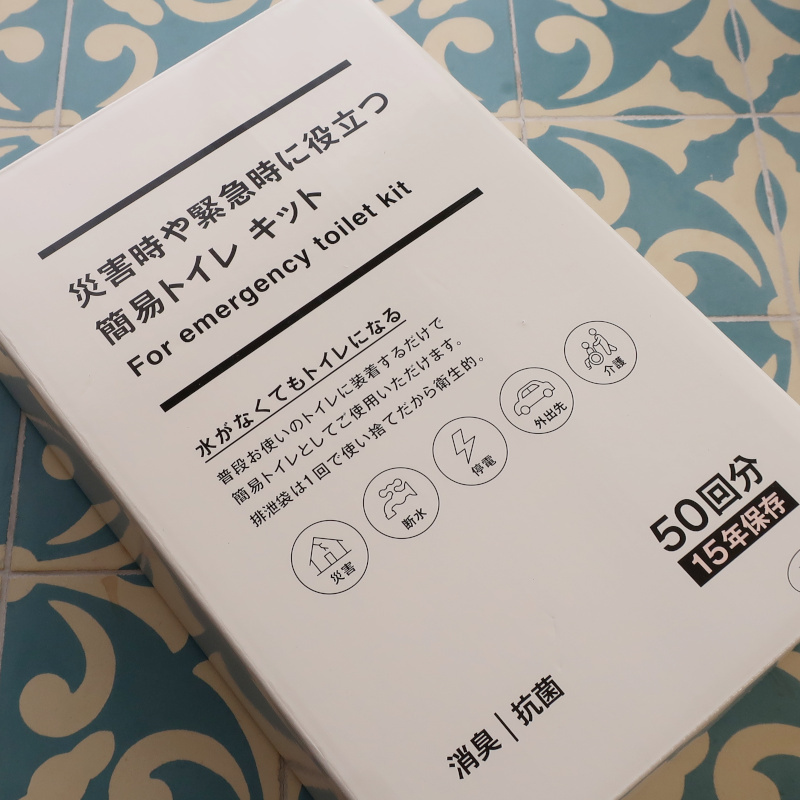 災害時や緊急時に役立つ
簡易トイレ キット
For emergency toilet kit
水がなくてもトイレになる
普段お使いのトイレに装着するだけで
簡易トイレとしてご使用いただけます。
排泄袋は1回で使い捨てだから衛生的。
災害
断水
停電
外出先
介護
50回分
15年保存
消臭|抗菌